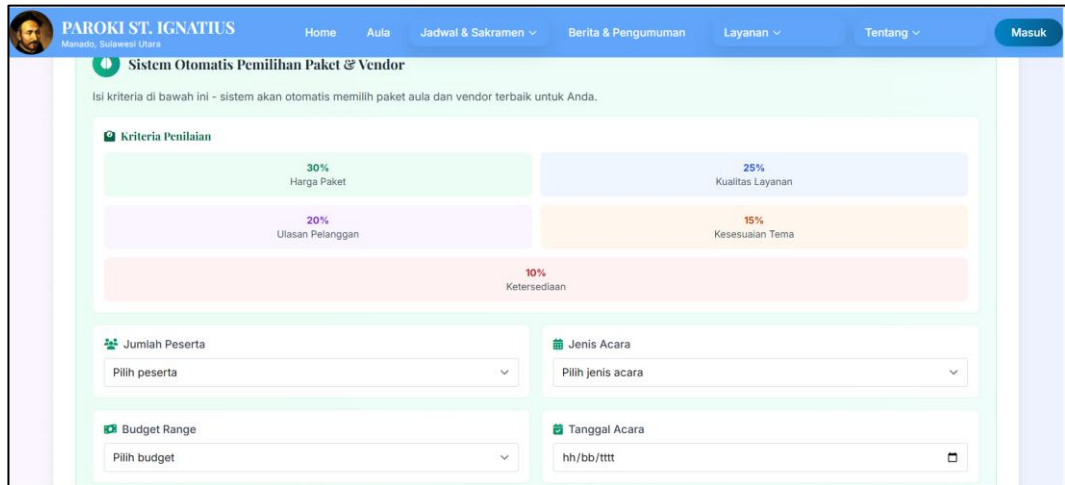 PAROKI ST. IGNATIUS
Manado, Sulawesi Utara
Home Aula Jadwal & Sakramen Berita & Pengumuman Layanan Tentang Masuk
Sistem Otomatis Pemilihan Paket & Vendor
Isi kriteria di bawah ini - sistem akan otomatis memilih paket aula dan vendor terbaik untuk Anda.
Kriteria Penilaian
30%
Harga Paket
25%
Kualitas Layanan
20%
Ulasan Pelanggan
15%
Kesesuaian Tema
10%
Ketersediaan
Jumlah Peserta
Pilih peserta
Jenis Acara
Pilih jenis acara
Budget Range
Pilih budget
Tanggal Acara
hh/bb/tttt